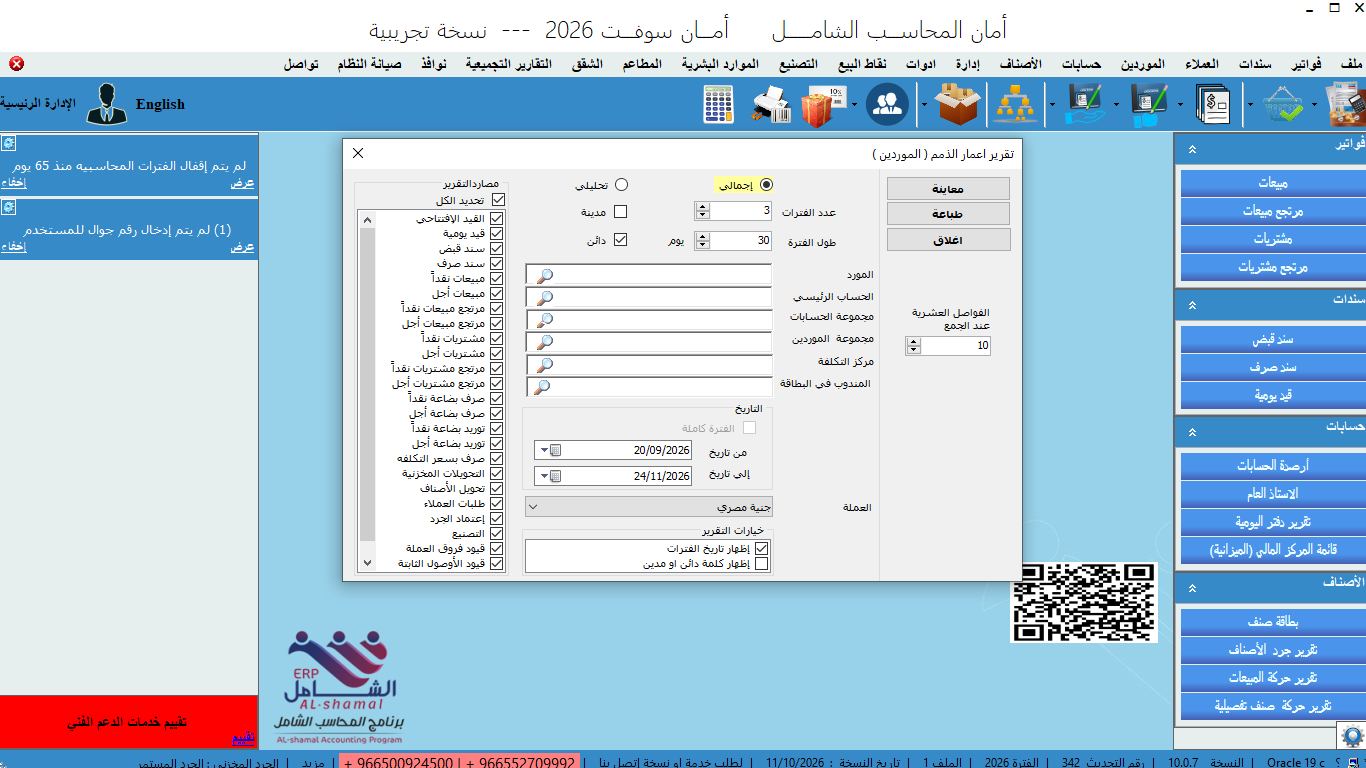 أمان المحاسب الشامل    أمان سوفت 2026 --- نسخة تجريبية
ملف فواتير سندات العملاء الموردين حسابات الأصناف إدارة ادوات نقاط البيع التصنيع الموارد البشرية المطاعم الشقق التقارير التجميعية نوافذ صيانة النظام تواصل
English
الإدارة الرئيسية
فواتير
مبيعات
مرتجع مبيعات
مشتريات
مرتجع مشتريات
سندات
سند قبض
سند صرف
قيد يومية
حسابات
أرصدة الحسابات
الاستاذ العام
تقرير دفتر اليومية
قائمة المركز المالي (الميزانية)
الأصناف
بطاقة صنف
تقرير جرد الأصناف
تقرير حركة المبيعات
تقرير حركة صنف تفصيلية
تقرير اعمار الذمم ( الموردين )
معاينة
طباعة
اغلاق
الفواصل العشرية
عند الجمع
10
إجمالي
تحليلي
عدد الفترات
3
مدينة
طول الفترة
30
يوم
دائن
المورد
الحساب الرئيسي
مجموعة الحسابات
مجموعة الموردين
مركز التكلفة
المندوب في البطاقة
التاريخ
الفترة كاملة
من تاريخ
20/09/2026
إلي تاريخ
24/11/2026
العملة
جنية مصري
خيارات التقرير
إظهار تاريخ الفترات
إظهار كلمة دائن او مدين
مصادرالتقرير
تحديد الكل
القيد الإفتتاحي
قيد يومية
سند قبض
سند صرف
مبيعات نقداً
مبيعات أجل
مرتجع مبيعات نقداً
مرتجع مبيعات أجل
مشتريات نقداً
مشتريات أجل
مرتجع مشتريات نقداً
مرتجع مشتريات أجل
صرف بضاعة نقداً
صرف بضاعة أجل
توريد بضاعة نقداً
توريد بضاعة أجل
صرف بسعر التكلفه
التحويلات المخزنية
تحويل الأصناف
طلبات العملاء
إعتماد الجرد
التصنيع
قيود فروق العملة
قيود الأوصول الثابتة
لم يتم إقفال الفترات المحاسبيه منذ 65 يوم
عرض
إخفاء
(1) لم يتم إدخال رقم جوال للمستخدم
عرض
إخفاء
تقييم خدمات الدعم الفني
تقييم
ERP
الشامل
AL-shamal
برنامج المحاسب الشامل
AL-shamal Accounting Program
Oracle 19 c | النسخة 10.0.7 | رقم التحديث 342 | الفترة 2026 | الملف 1 | تاريخ النسخة : 11/10/2026 | لطلب خدمة او نسخة إتصل بنا | + 966500924500 | + 966552709992 | مزيد | الجرد المخزني : الجرد المستمر